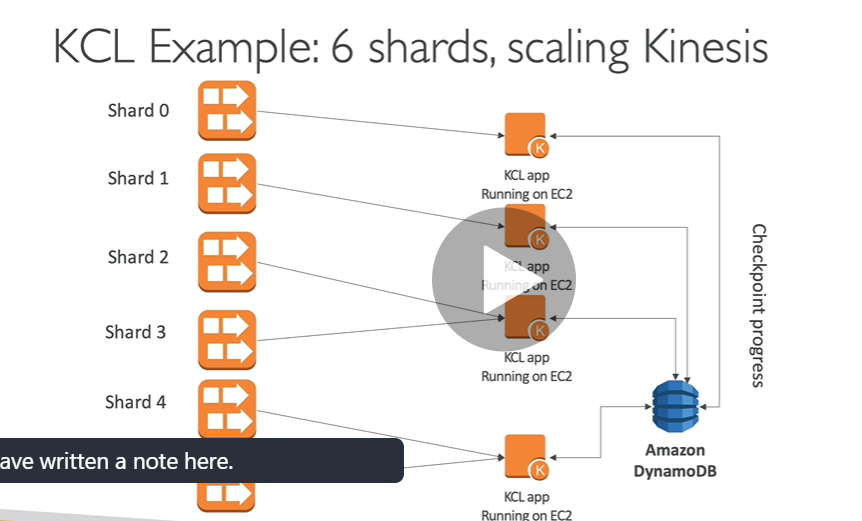 KCL Example: 6 shards, scaling Kinesis
Shard 0
Shard 1
Shard 2
Shard 3
Shard 4
K
KCL app
Running on EC2
K
KCL app
Running on EC2
K
KCL app
Running on EC2
K
KCL app
Running on EC2
Checkpoint progress
Amazon
DynamoDB
ave written a note here.